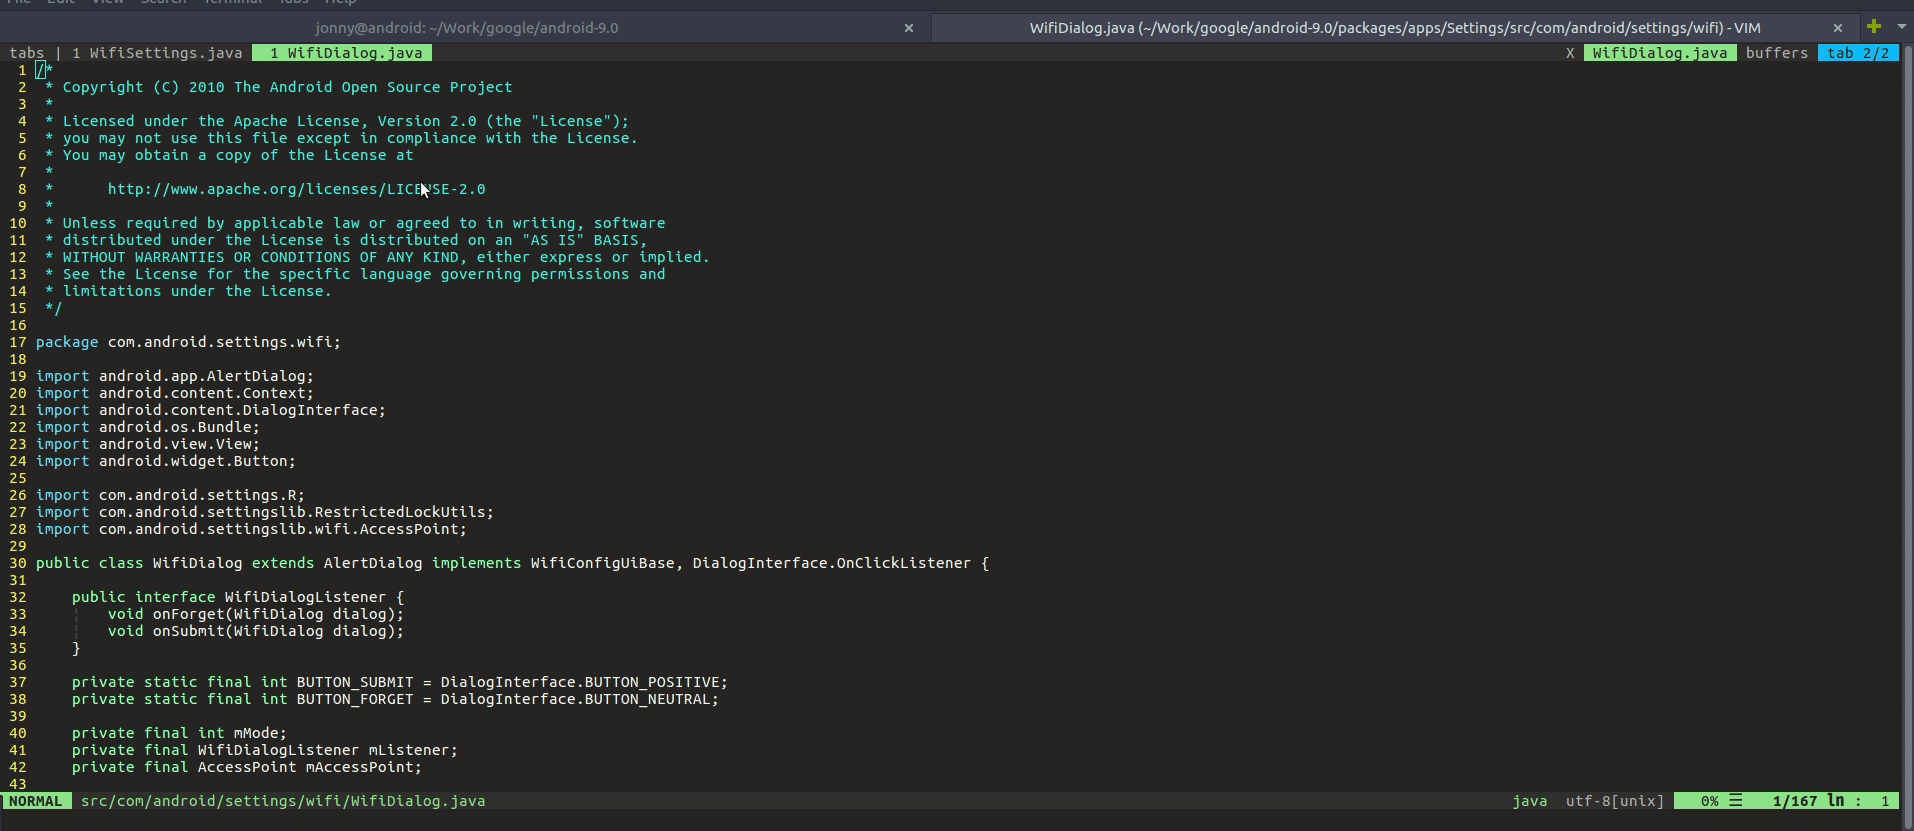 File Edit View Search Terminal Tabs Help
jonny@android: ~/Work/google/android-9.0 × WifiDialog.java (~/Work/google/android-9.0/packages/apps/Settings/src/com/android/settings/wifi) - VIM ×
tabs | 1 WifiSettings.java 1 WifiDialog.java X WifiDialog.java buffers tab 2/2
1 /*
2  * Copyright (C) 2010 The Android Open Source Project
3  *
4  * Licensed under the Apache License, Version 2.0 (the "License");
5  * you may not use this file except in compliance with the License.
6  * You may obtain a copy of the License at
7  *
8  *      http://www.apache.org/licenses/LICENSE-2.0
9  *
10  * Unless required by applicable law or agreed to in writing, software
11  * distributed under the License is distributed on an "AS IS" BASIS,
12  * WITHOUT WARRANTIES OR CONDITIONS OF ANY KIND, either express or implied.
13  * See the License for the specific language governing permissions and
14  * limitations under the License.
15  */
16
17 package com.android.settings.wifi;
18
19 import android.app.AlertDialog;
20 import android.content.Context;
21 import android.content.DialogInterface;
22 import android.os.Bundle;
23 import android.view.View;
24 import android.widget.Button;
25
26 import com.android.settings.R;
27 import com.android.settingslib.RestrictedLockUtils;
28 import com.android.settingslib.wifi.AccessPoint;
29
30 public class WifiDialog extends AlertDialog implements WifiConfigUiBase, DialogInterface.OnClickListener {
31
32     public interface WifiDialogListener {
33     ¦   void onForget(WifiDialog dialog);
34     ¦   void onSubmit(WifiDialog dialog);
35     }
36
37     private static final int BUTTON_SUBMIT = DialogInterface.BUTTON_POSITIVE;
38     private static final int BUTTON_FORGET = DialogInterface.BUTTON_NEUTRAL;
39
40     private final int mMode;
41     private final WifiDialogListener mListener;
42     private final AccessPoint mAccessPoint;
43
NORMAL src/com/android/settings/wifi/WifiDialog.java java utf-8[unix] 0% ☰ 1/167 ln : 1